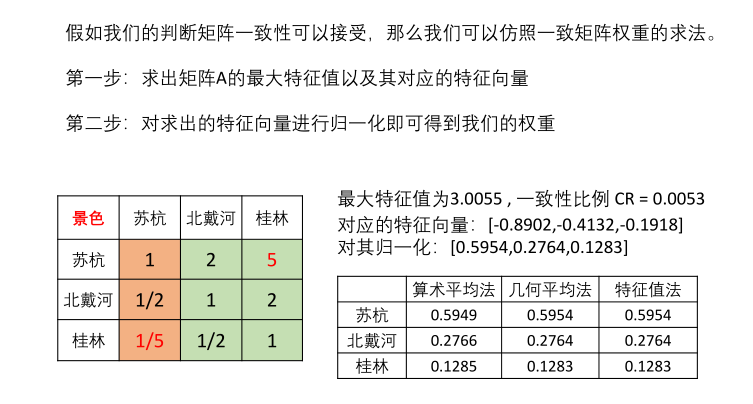 假如我们的判断矩阵一致性可以接受，那么我们可以仿照一致矩阵权重的求法。
第一步：求出矩阵A的最大特征值以及其对应的特征向量
第二步：对求出的特征向量进行归一化即可得到我们的权重
景色 苏杭 北戴河 桂林
苏杭 1 2 5
北戴河 1/2 1 2
桂林 1/5 1/2 1
最大特征值为3.0055 , 一致性比例 CR = 0.0053
对应的特征向量：[-0.8902,-0.4132,-0.1918]
对其归一化：[0.5954,0.2764,0.1283]
算术平均法 几何平均法 特征值法
苏杭 0.5949 0.5954 0.5954
北戴河 0.2766 0.2764 0.2764
桂林 0.1285 0.1283 0.1283